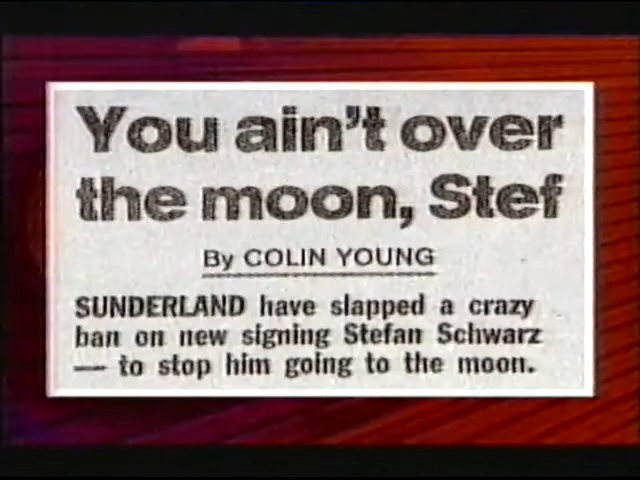 You ain't over
the moon, Stef
By COLIN YOUNG
SUNDERLAND have slapped a crazy
ban on new signing Stefan Schwarz
— to stop him going to the moon.